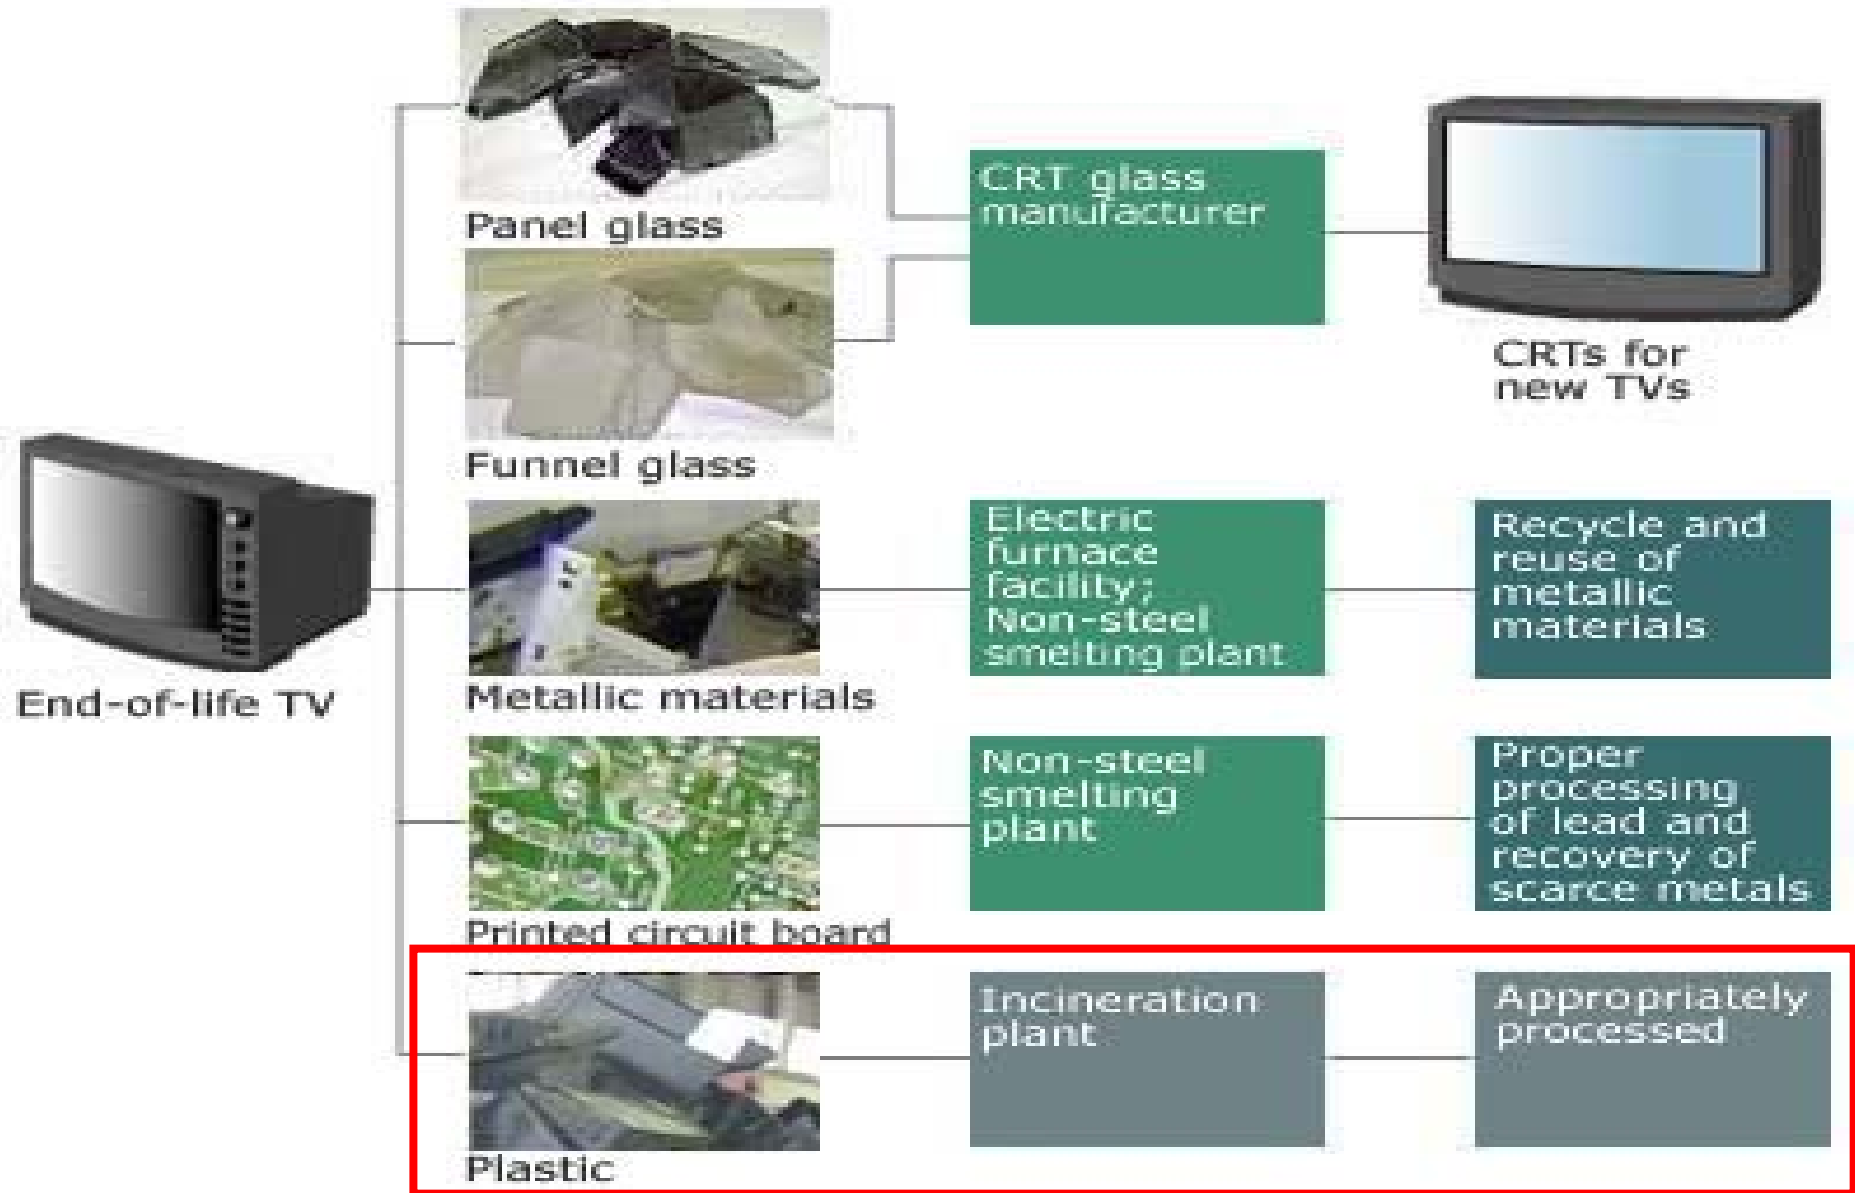 Panel glass
CRT glass
manufacturer
CRTs for
new TVs
Funnel glass
End-of-life TV
Metallic materials
Electric
furnace
facility;
Non-steel
smelting plant
Recycle and
reuse of
metallic
materials
Printed circuit board
Non-steel
smelting
plant
Proper
processing
of lead and
recovery of
scarce metals
Plastic
Incineration
plant
Appropriately
processed